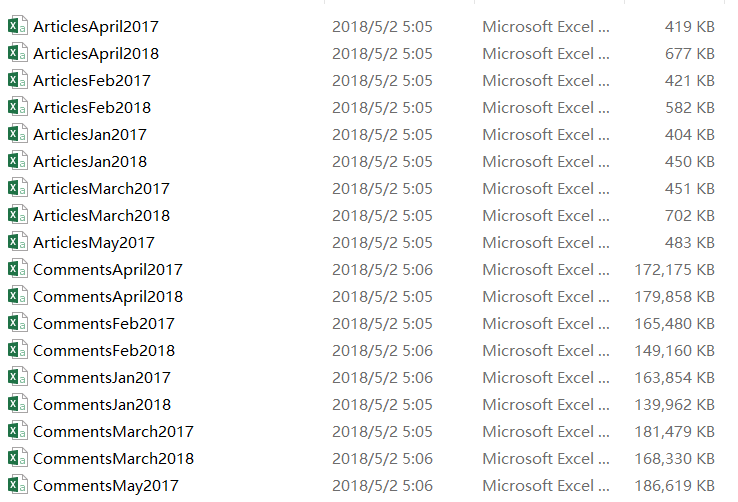 ArticlesApril2017 2018/5/2 5:05 Microsoft Excel ... 419 KB
ArticlesApril2018 2018/5/2 5:05 Microsoft Excel ... 677 KB
ArticlesFeb2017 2018/5/2 5:05 Microsoft Excel ... 421 KB
ArticlesFeb2018 2018/5/2 5:05 Microsoft Excel ... 582 KB
ArticlesJan2017 2018/5/2 5:05 Microsoft Excel ... 404 KB
ArticlesJan2018 2018/5/2 5:05 Microsoft Excel ... 450 KB
ArticlesMarch2017 2018/5/2 5:05 Microsoft Excel ... 451 KB
ArticlesMarch2018 2018/5/2 5:05 Microsoft Excel ... 702 KB
ArticlesMay2017 2018/5/2 5:05 Microsoft Excel ... 483 KB
CommentsApril2017 2018/5/2 5:06 Microsoft Excel ... 172,175 KB
CommentsApril2018 2018/5/2 5:05 Microsoft Excel ... 179,858 KB
CommentsFeb2017 2018/5/2 5:05 Microsoft Excel ... 165,480 KB
CommentsFeb2018 2018/5/2 5:06 Microsoft Excel ... 149,160 KB
CommentsJan2017 2018/5/2 5:06 Microsoft Excel ... 163,854 KB
CommentsJan2018 2018/5/2 5:05 Microsoft Excel ... 139,962 KB
CommentsMarch2017 2018/5/2 5:05 Microsoft Excel ... 181,479 KB
CommentsMarch2018 2018/5/2 5:06 Microsoft Excel ... 168,330 KB
CommentsMay2017 2018/5/2 5:06 Microsoft Excel ... 186,619 KB